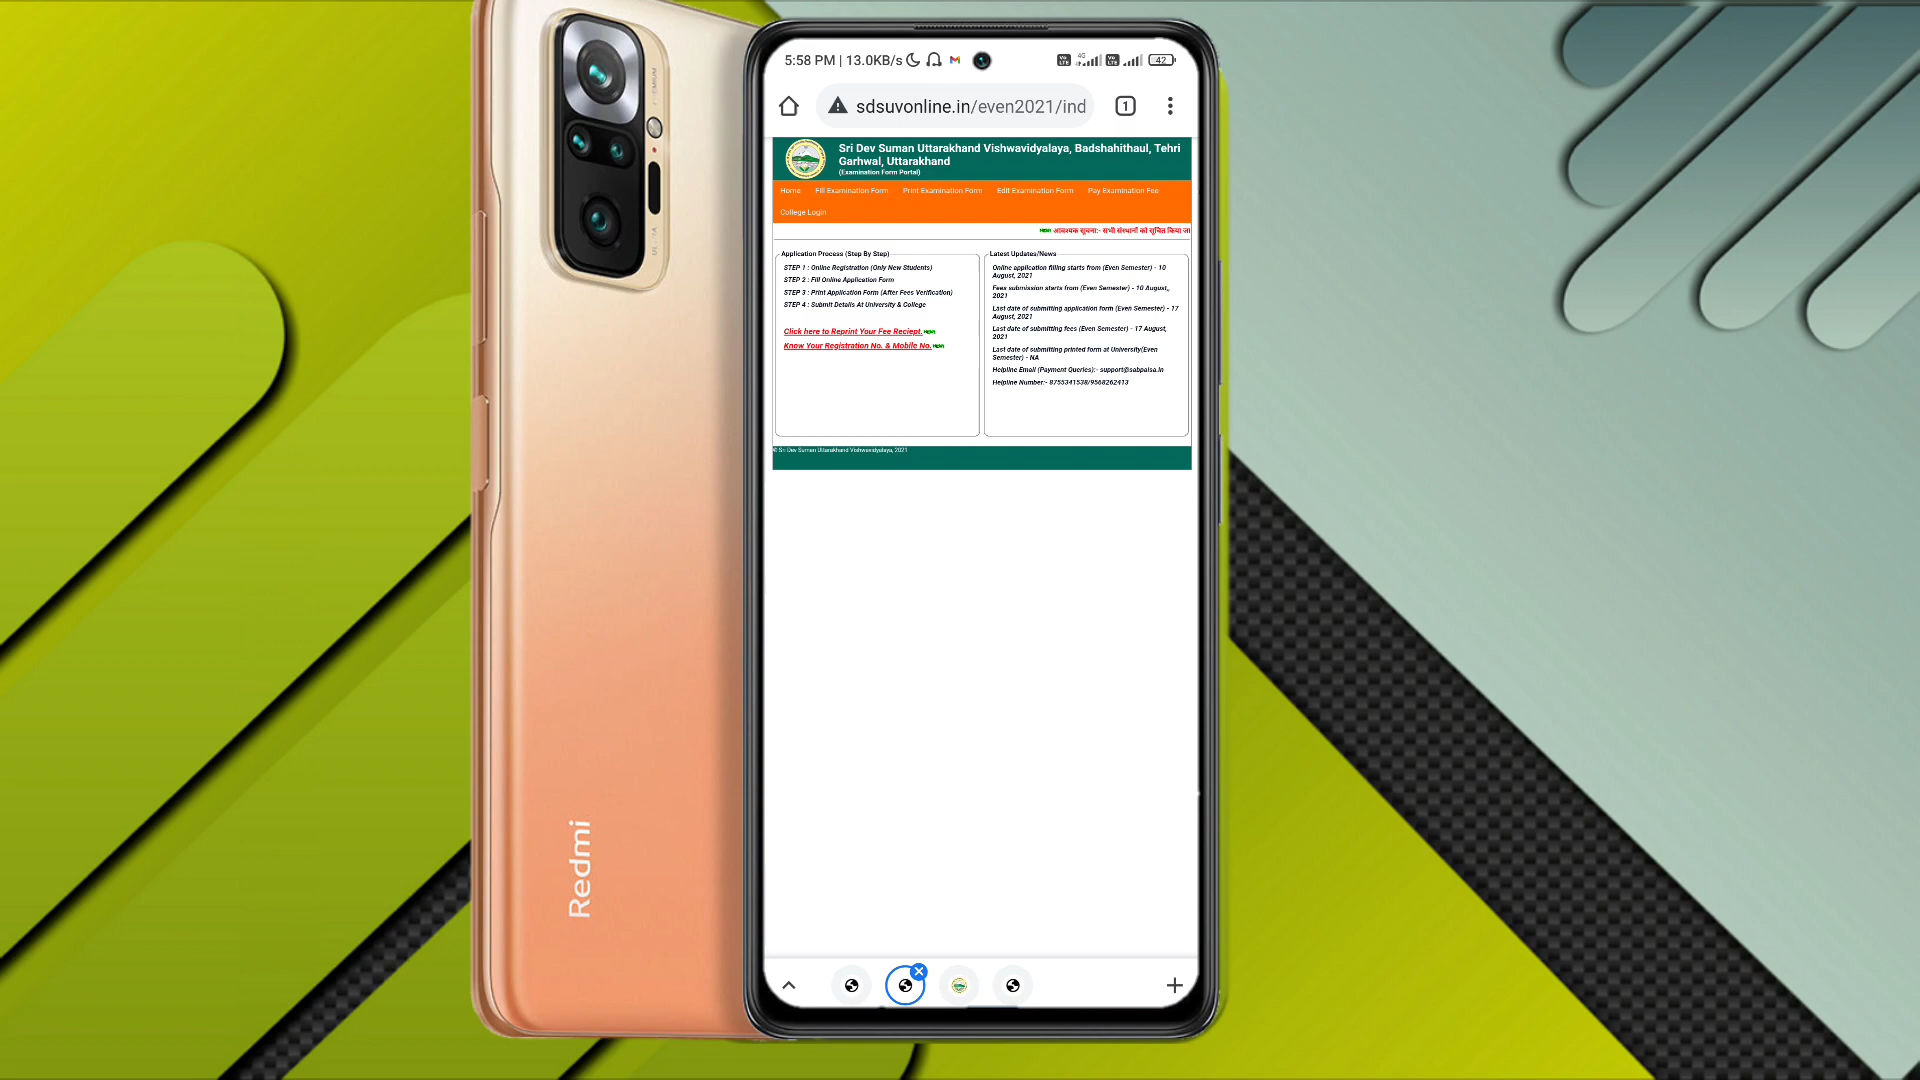 Redmi
5:58 PM | 13.0KB/s
4G
42
sdsuvonline.in/even2021/ind
1
Sri Dev Suman Uttarakhand Vishwavidyalaya, Badshahithaul, Tehri
Garhwal, Uttarakhand
(Examination Form Portal)
Home Fill Examination Form Print Examination Form Edit Examination Form Pay Examination Fee
College Login
आवश्यक सूचना:- सभी संस्थानों को सूचित किया जा
Application Process (Step By Step)
STEP 1 : Online Registration (Only New Students)
STEP 2 : Fill Online Application Form
STEP 3 : Print Application Form (After Fees Verification)
STEP 4 : Submit Details At University & College
Click here to Reprint Your Fee Reciept.
Know Your Registration No. & Mobile No.
Latest Updates/News
Online application filling starts from (Even Semester) - 10
August, 2021
Fees submission starts from (Even Semester) - 10 August,,
2021
Last date of submitting application form (Even Semester) - 17
August, 2021
Last date of submitting fees (Even Semester) - 17 August,
2021
Last date of submitting printed form at University(Even
Semester) - NA
Helpline Email (Payment Queries):- support@sabpaisa.in
Helpline Number:- 8755341538/9568262413
© Sri Dev Suman Uttarakhand Vishwavidyalaya, 2021